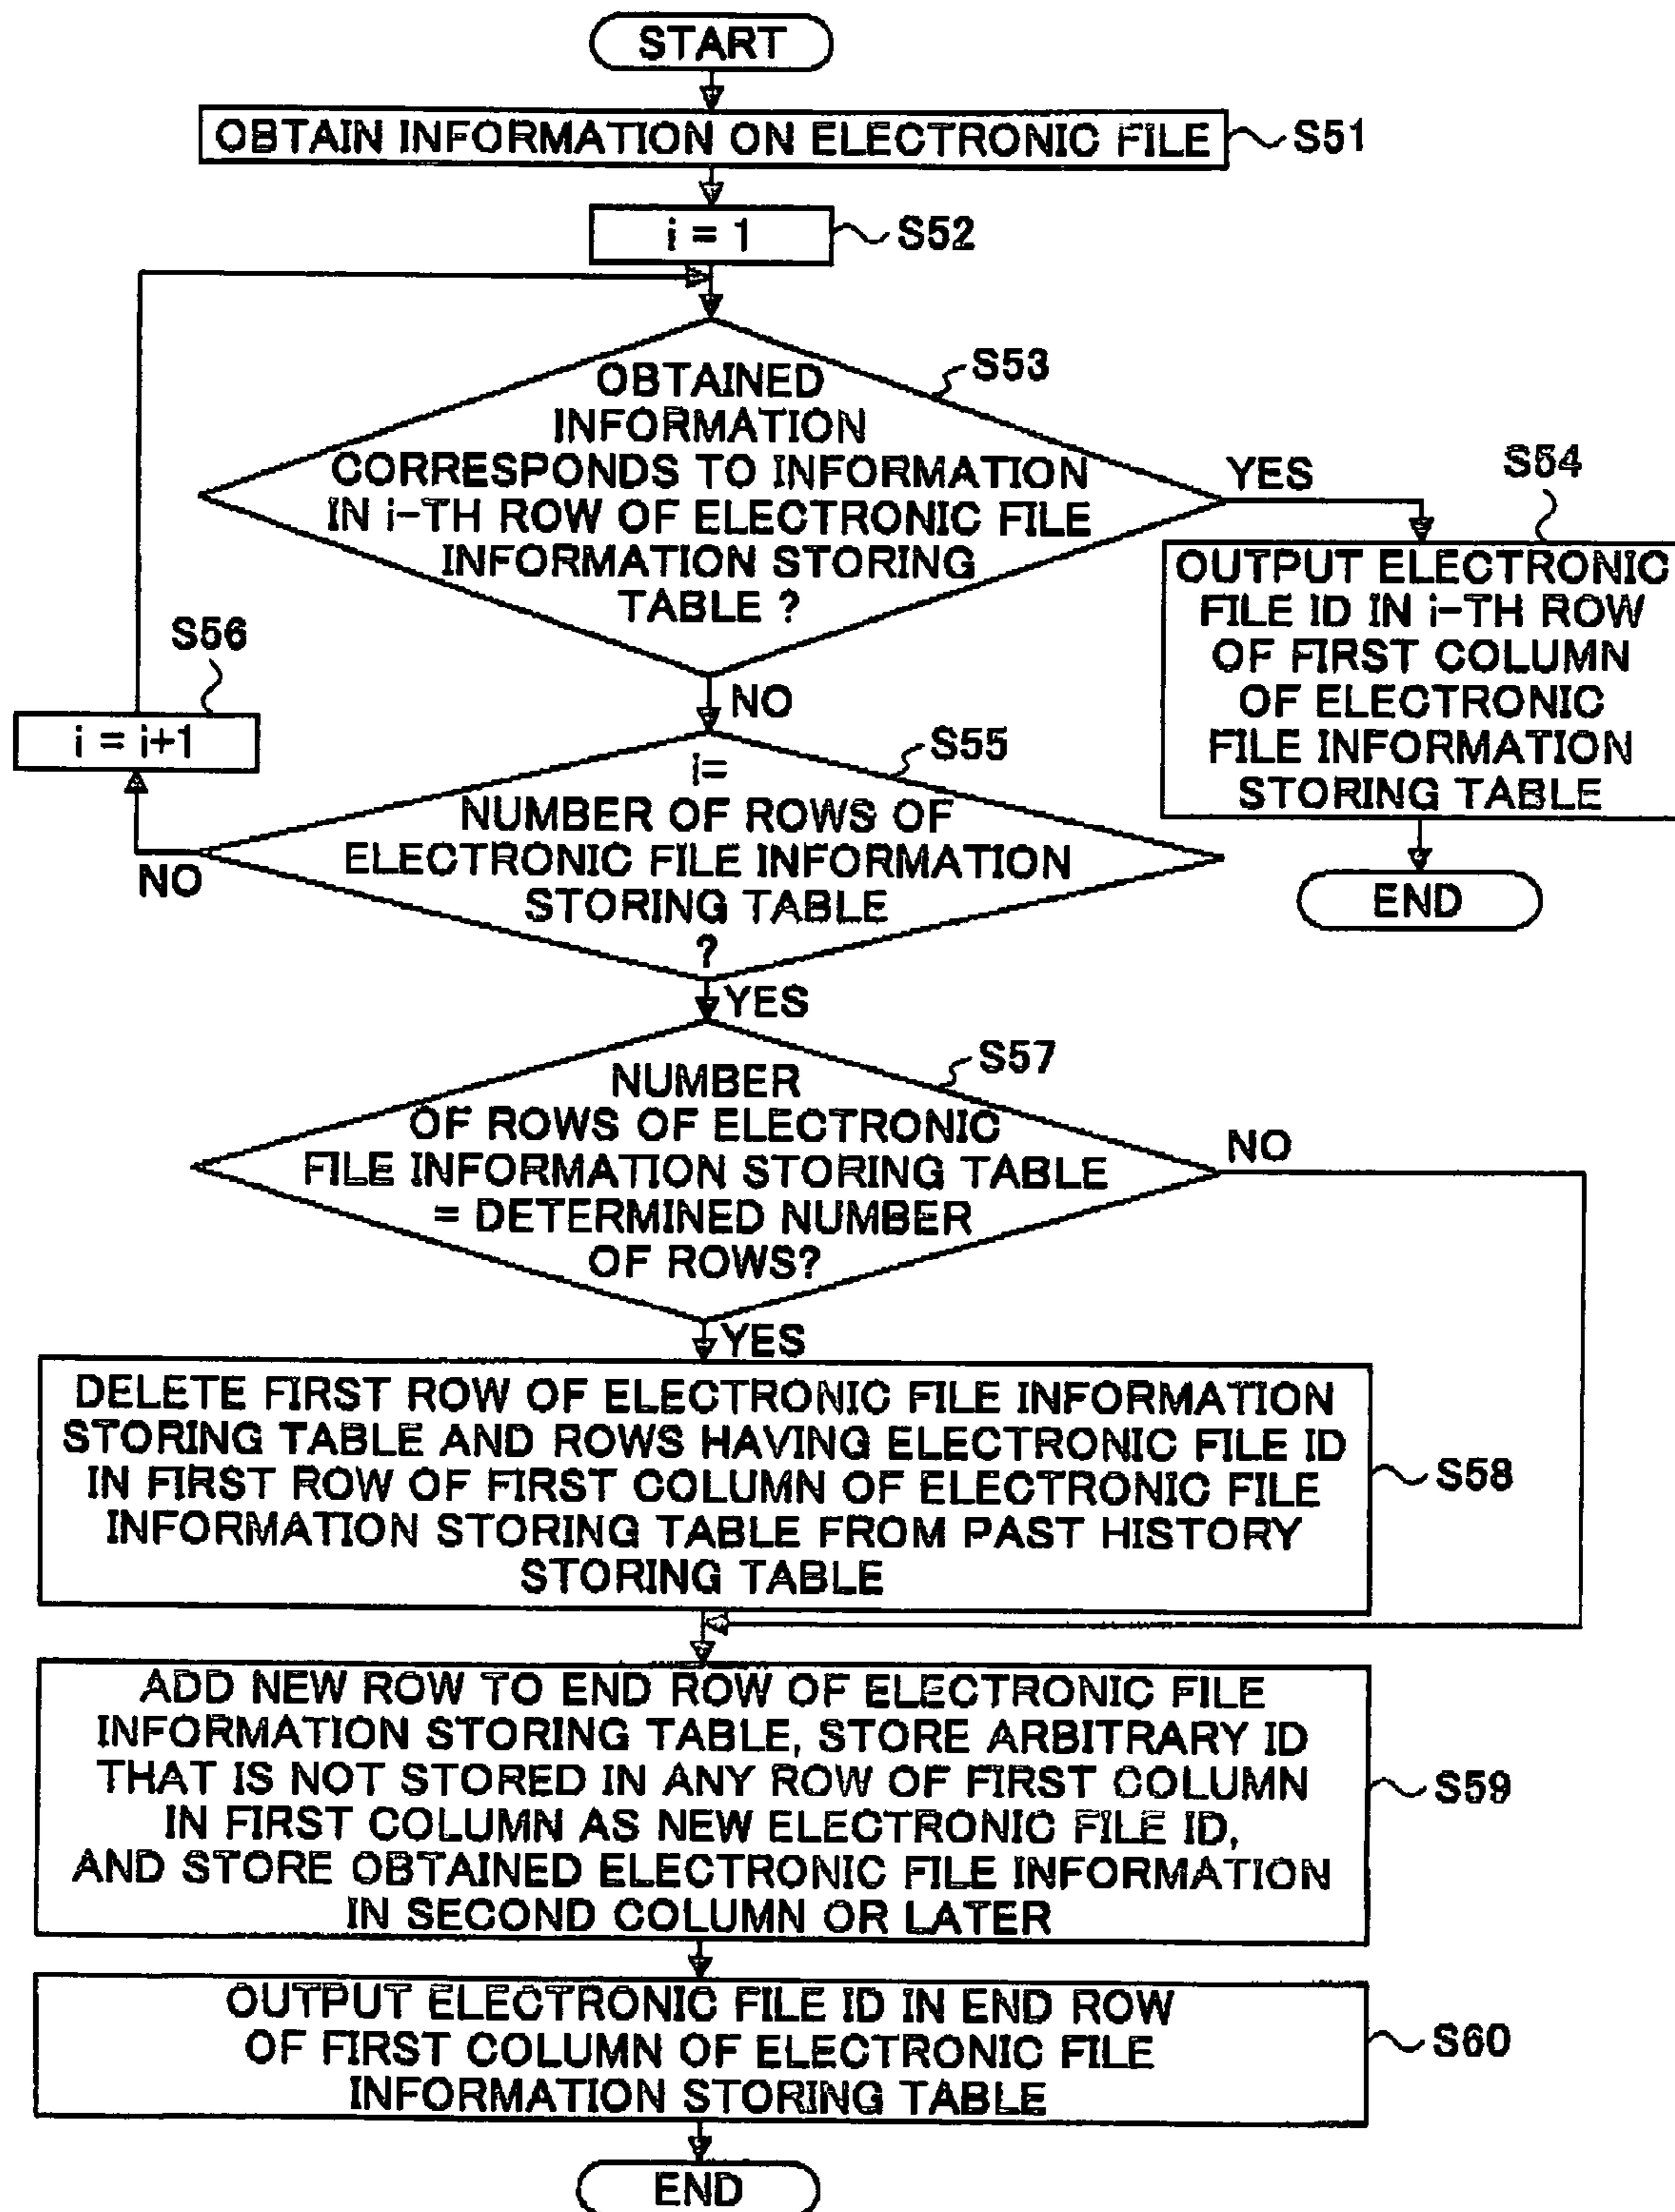 START
OBTAIN INFORMATION ON ELECTRONIC FILE
S51
i = 1
S52
OBTAINED
INFORMATION
CORRESPONDS TO INFORMATION
IN i-TH ROW OF ELECTRONIC FILE
INFORMATION STORING
TABLE ?
S53
YES
S54
OUTPUT ELECTRONIC
FILE ID IN i-TH ROW
OF FIRST COLUMN
OF ELECTRONIC
FILE INFORMATION
STORING TABLE
END
NO
S56
i = i+1
i=
NUMBER OF ROWS OF
ELECTRONIC FILE INFORMATION
STORING TABLE
?
S55
NO
YES
NUMBER
OF ROWS OF ELECTRONIC
FILE INFORMATION STORING TABLE
= DETERMINED NUMBER
OF ROWS?
S57
NO
YES
DELETE FIRST ROW OF ELECTRONIC FILE INFORMATION
STORING TABLE AND ROWS HAVING ELECTRONIC FILE ID
IN FIRST ROW OF FIRST COLUMN OF ELECTRONIC FILE
INFORMATION STORING TABLE FROM PAST HISTORY
STORING TABLE
S58
ADD NEW ROW TO END ROW OF ELECTRONIC FILE
INFORMATION STORING TABLE, STORE ARBITRARY ID
THAT IS NOT STORED IN ANY ROW OF FIRST COLUMN
IN FIRST COLUMN AS NEW ELECTRONIC FILE ID,
AND STORE OBTAINED ELECTRONIC FILE INFORMATION
IN SECOND COLUMN OR LATER
S59
OUTPUT ELECTRONIC FILE ID IN END ROW
OF FIRST COLUMN OF ELECTRONIC FILE
INFORMATION STORING TABLE
S60
END